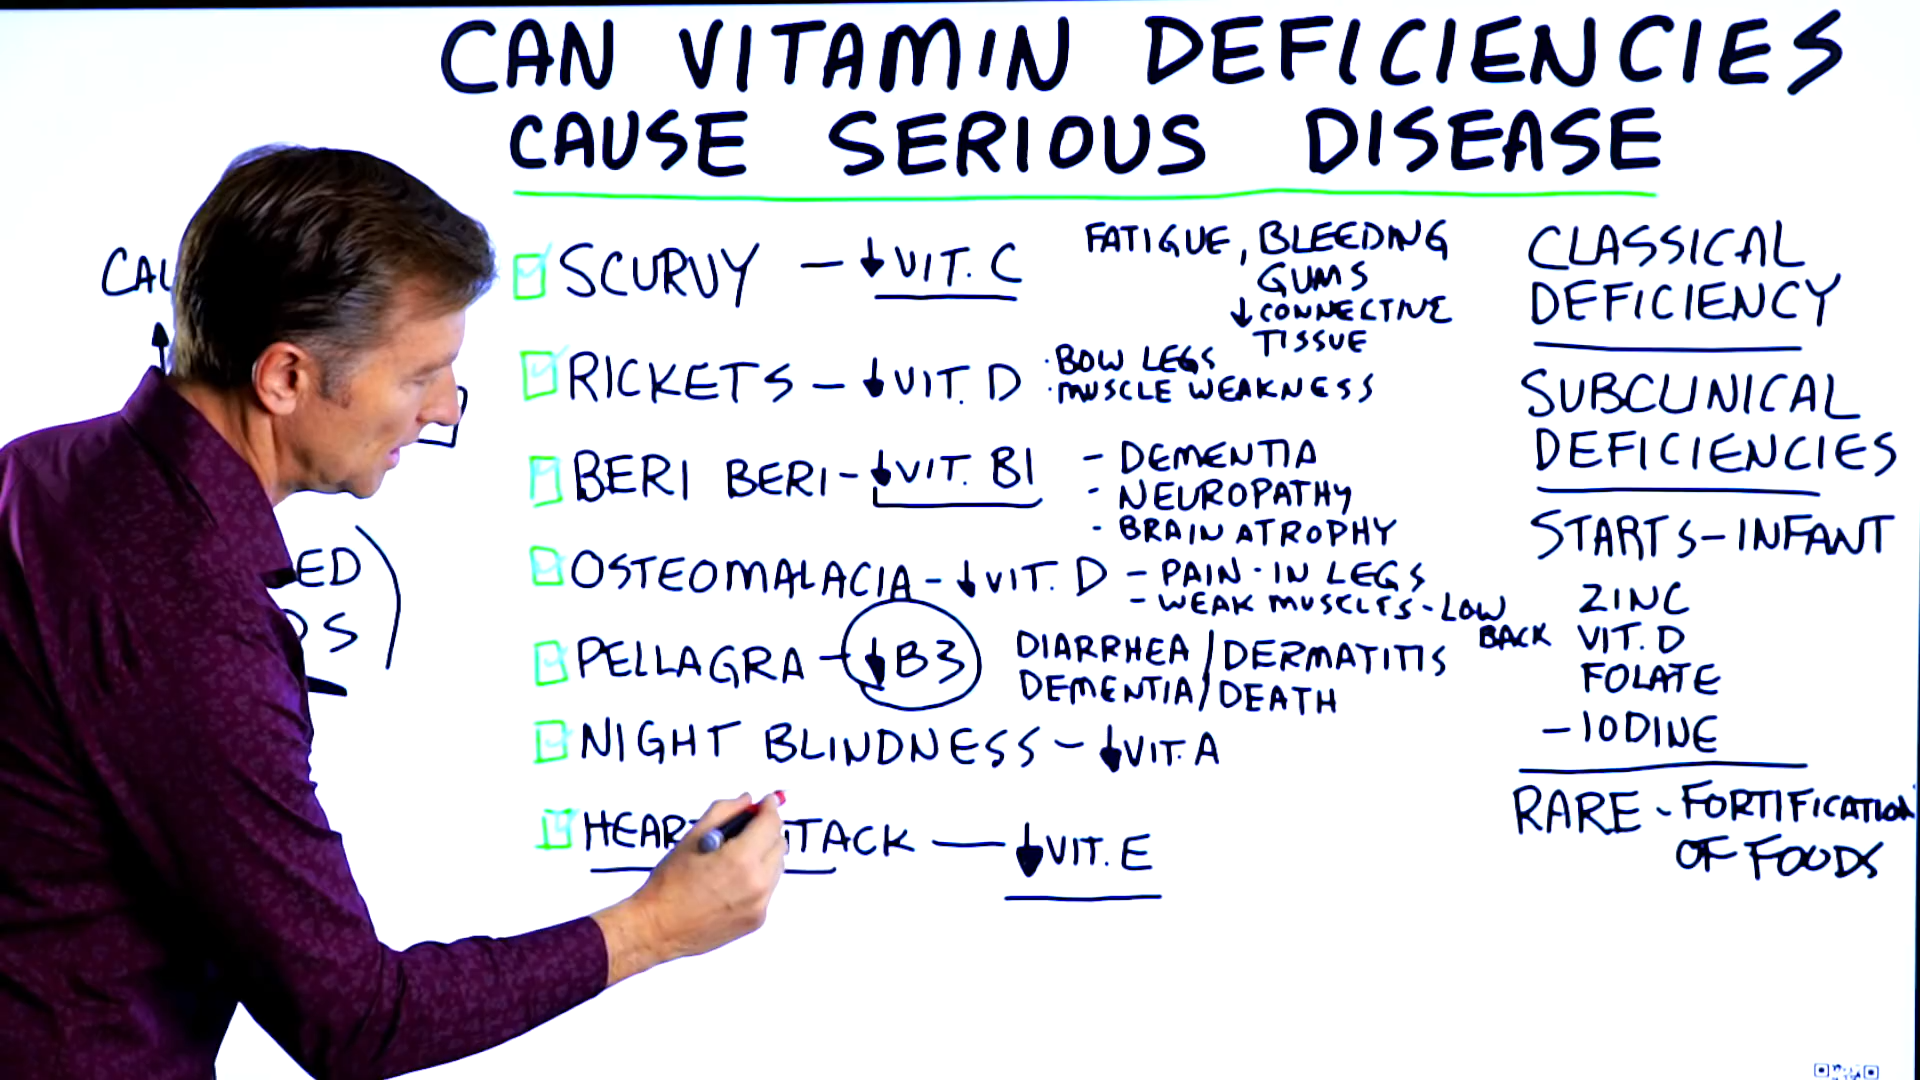 CAN VITAMIN DEFICIENCIES
CAUSE SERIOUS DISEASE
SCURVY — ↓VIT. C
FATIGUE, BLEEDING
GUMS
↓CONNECTIVE
TISSUE
RICKETS – ↓VIT. D
·BOW LEGS
·MUSCLE WEAKNESS
BERI BERI – ↓VIT. B1
- DEMENTIA
- NEUROPATHY
- BRAIN ATROPHY
OSTEOMALACIA - ↓VIT. D
- PAIN - IN LEGS
- WEAK MUSCLES - LOW
BACK
PELLAGRA – ↓B3
DIARRHEA / DERMATITIS
DEMENTIA / DEATH
NIGHT BLINDNESS – ↓VIT. A
— ↓VIT. E
CLASSICAL
DEFICIENCY
SUBCLINICAL
DEFICIENCIES
STARTS - INFANT
ZINC
VIT. D
FOLATE
- IODINE
RARE - FORTIFICATION
OF FOODS